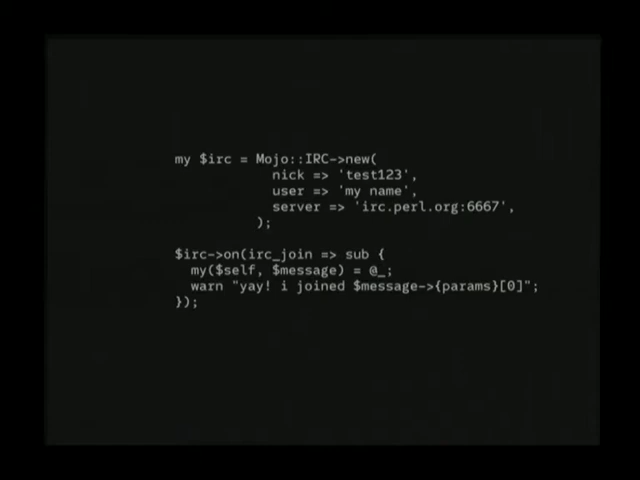 my $irc = Mojo::IRC->new(
nick => 'test123',
user => 'my name',
server => 'irc.perl.org:6667',
);
$irc->on(irc_join => sub {
my($self, $message) = @_;
warn "yay! i joined $message->{params}[0]";
});